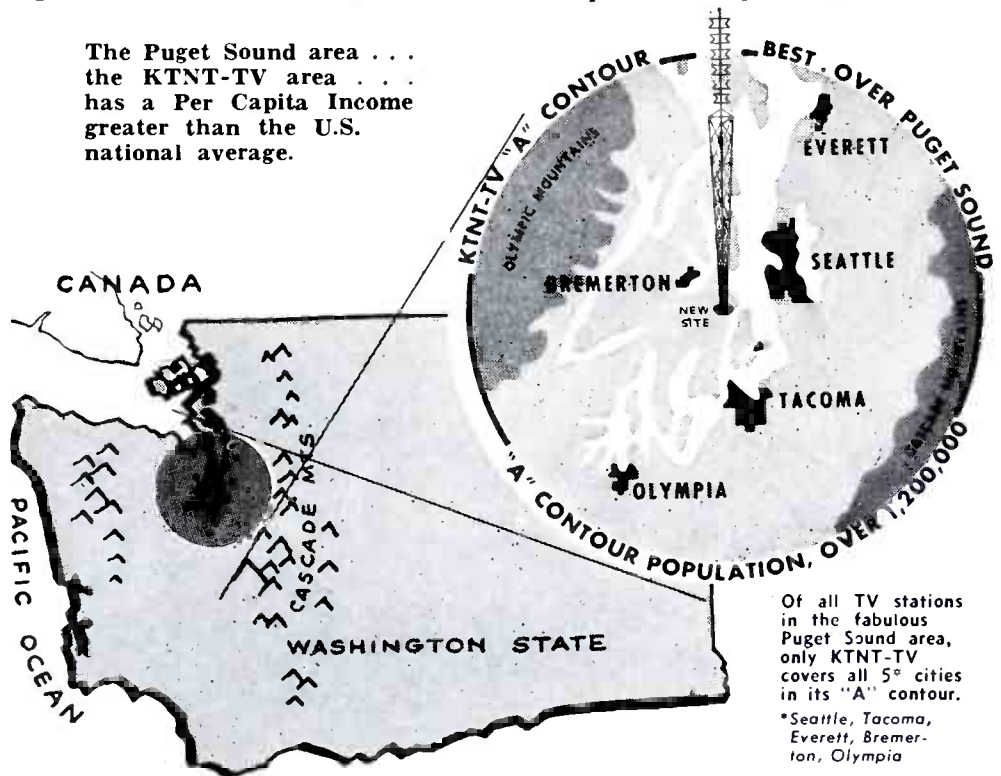 The Puget Sound area . . .
the KTNT-TV area . . . .
has a Per Capita Income
greater than the U.S.
national average.
KTNT-TV "A" CONTOUR
BEST . OVER PUGET SOUND
OLYMPIC MOUNTAINS
EVERETT
SEATTLE
BREMERTON
NEW
SITE
TACOMA
OLYMPIA
MOUNTAINS
"A" CONTOUR POPULATION, OVER 1,200,000
CANADA
CASCADE MTS.
PACIFIC OCEAN
WASHINGTON STATE
Of all TV stations
in the fabulous
Puget Sound area,
only KTNT-TV
covers all 5* cities
in its "A" contour.
*Seattle, Tacoma,
Everett, Bremer-
ton, Olympia